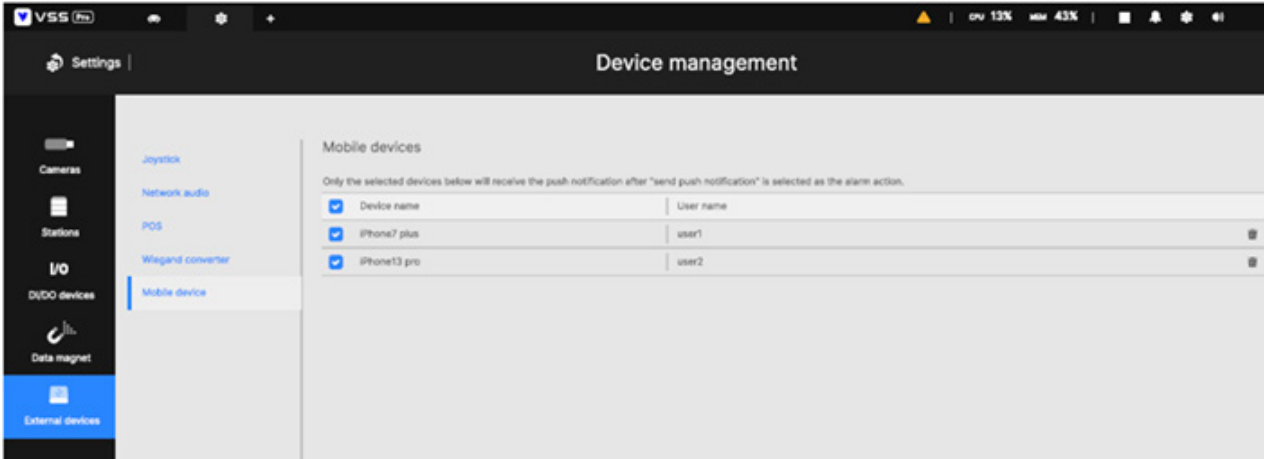 VSS Pro
CPU 13% MEM 43%
Settings
Device management
Cameras
Stations
I/O
DI/DO devices
Data magnet
External devices
Joystick
Network audio
POS
Wiegand converter
Mobile device
Mobile devices
Only the selected devices below will receive the push notification after "send push notification" is selected as the alarm action.
Device name User name
iPhone7 plus user1
iPhone13 pro user2